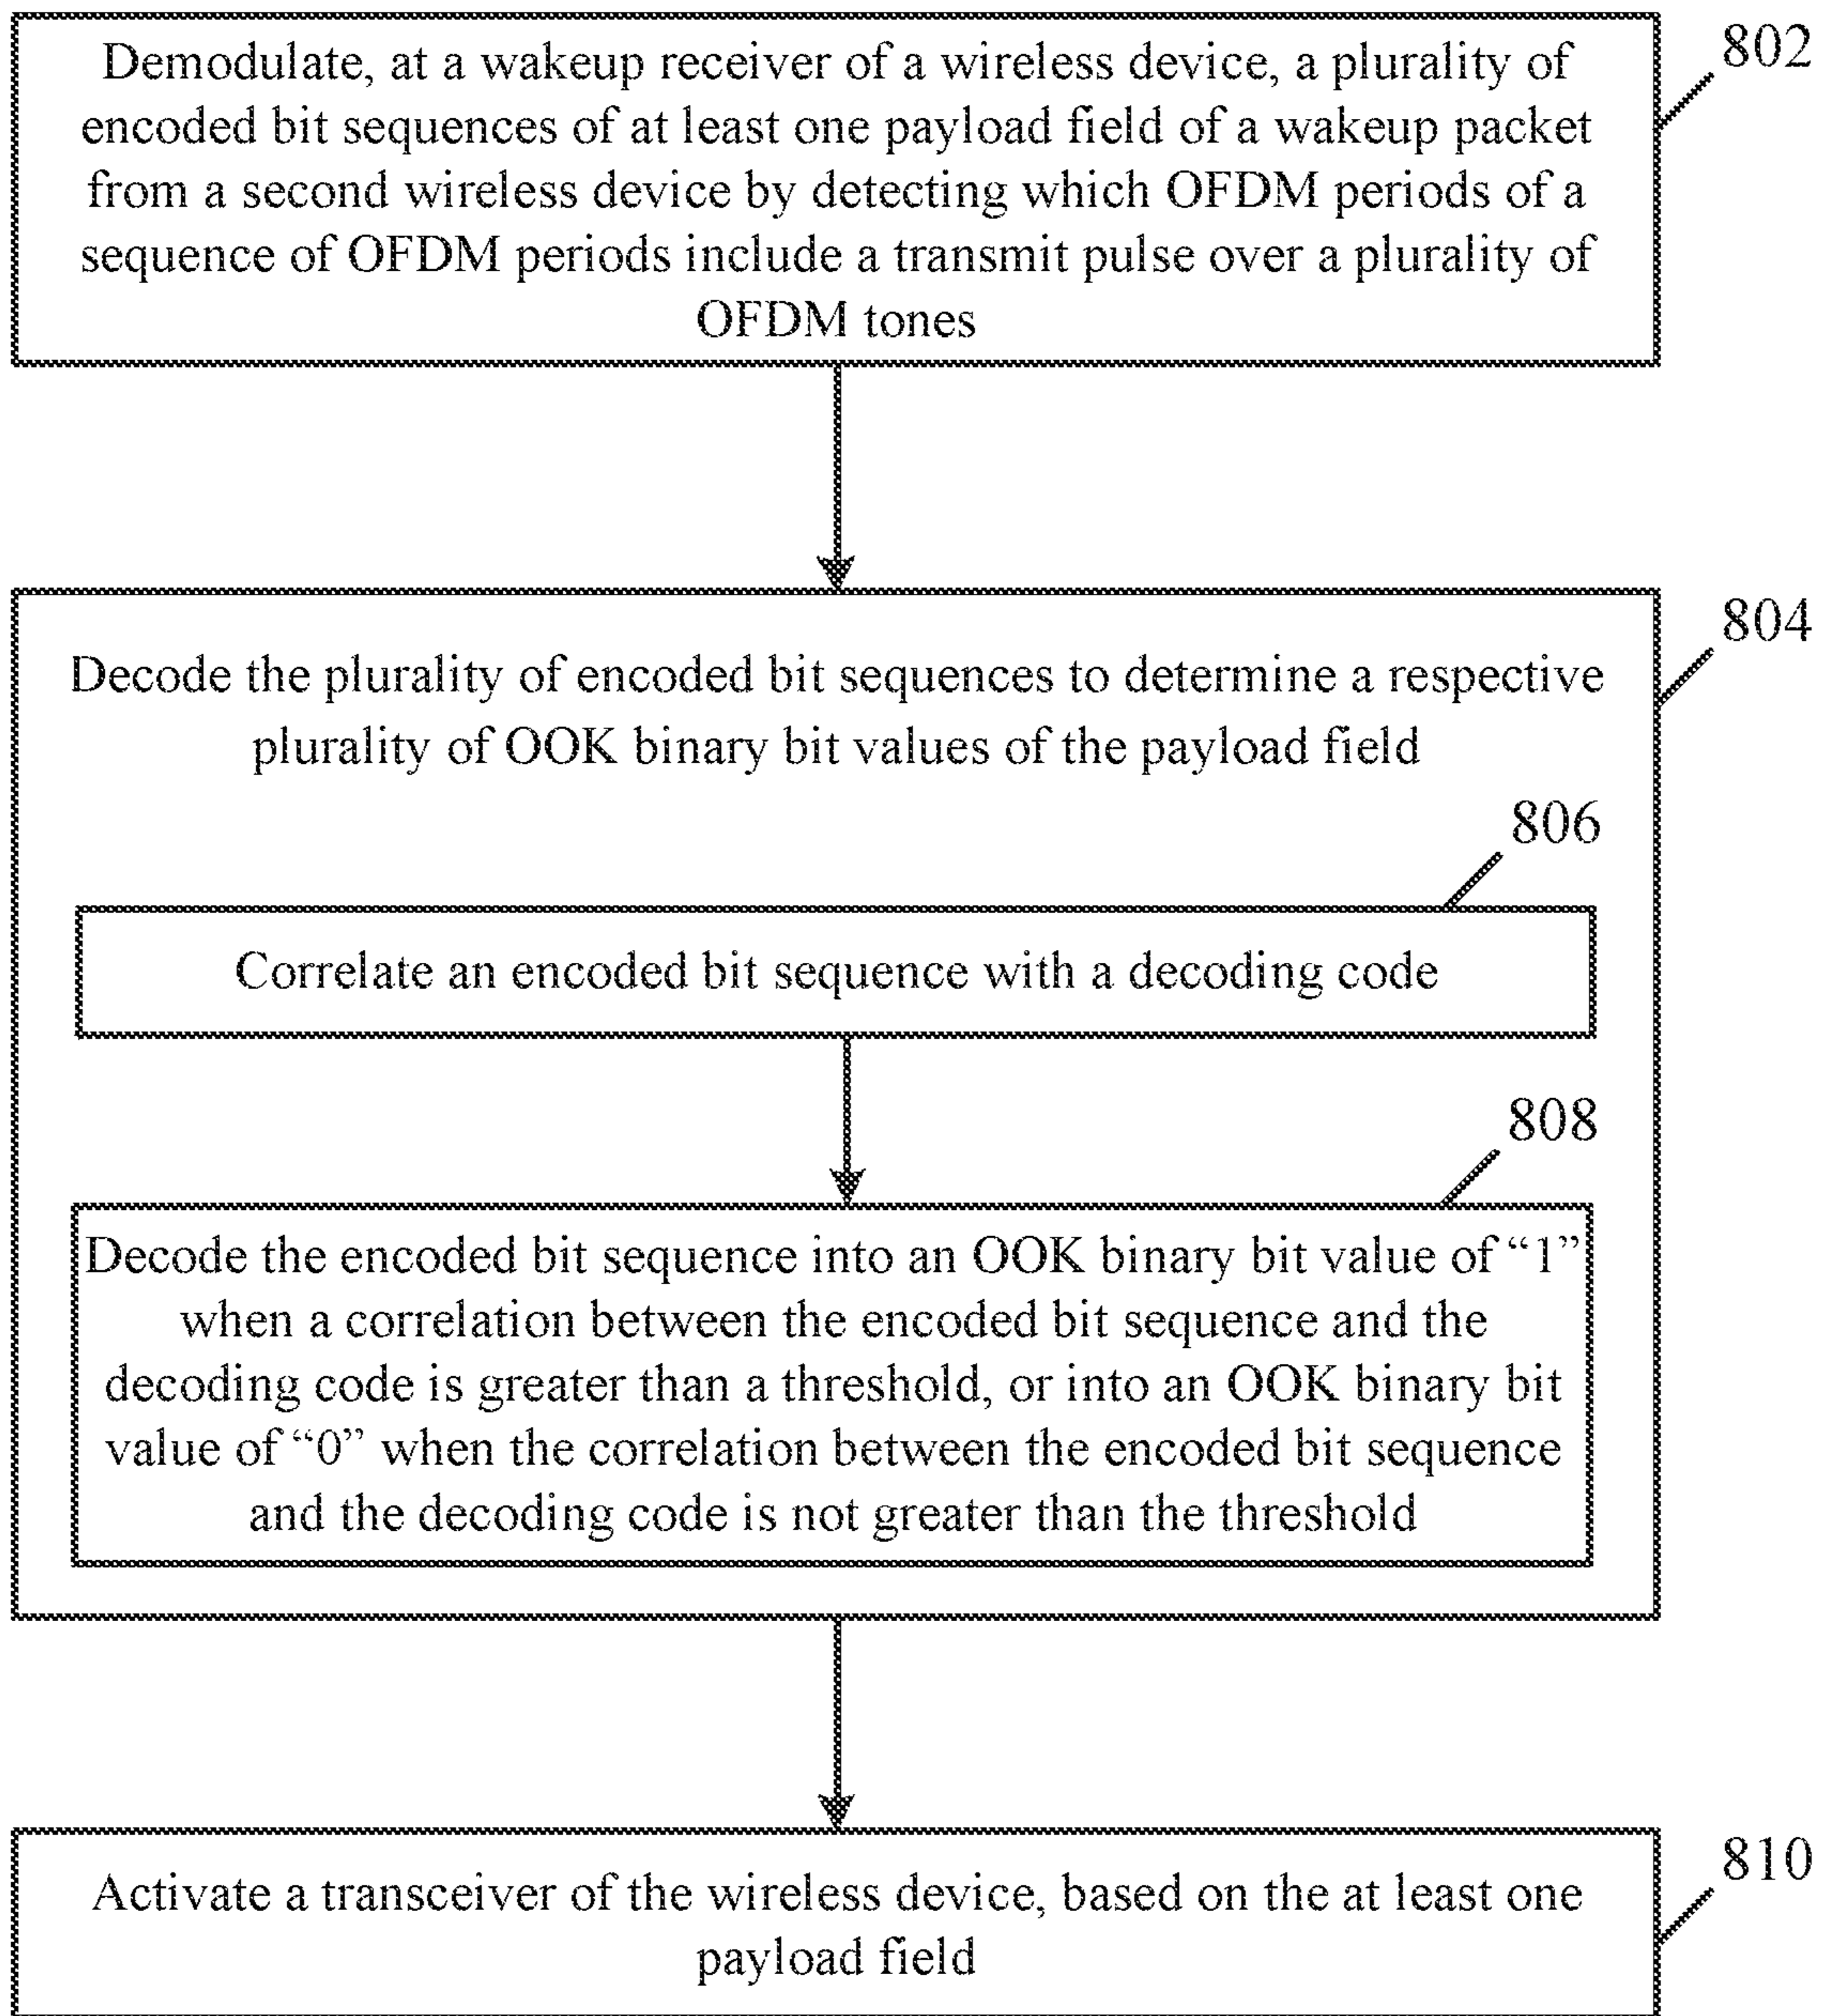 Demodulate, at a wakeup receiver of a wireless device, a plurality of
802
encoded bit sequences of at least one payload field of a wakeup packet
from a second wireless device by detecting which OFDM periods of a
sequence of OFDM periods include a transmit pulse over a plurality of
OFDM tones
804
Decode the plurality of encoded bit sequences to determine a respective
plurality of OOK binary bit values of the payload field
806
Correlate an encoded bit sequence with a decoding code
808
Decode the encoded bit sequence into an OOK binary bit value of “1”
when a correlation between the encoded bit sequence and the
decoding code is greater than a threshold, or into an OOK binary bit
value of “0” when the correlation between the encoded bit sequence
and the decoding code is not greater than the threshold
810
Activate a transceiver of the wireless device, based on the at least one
payload field